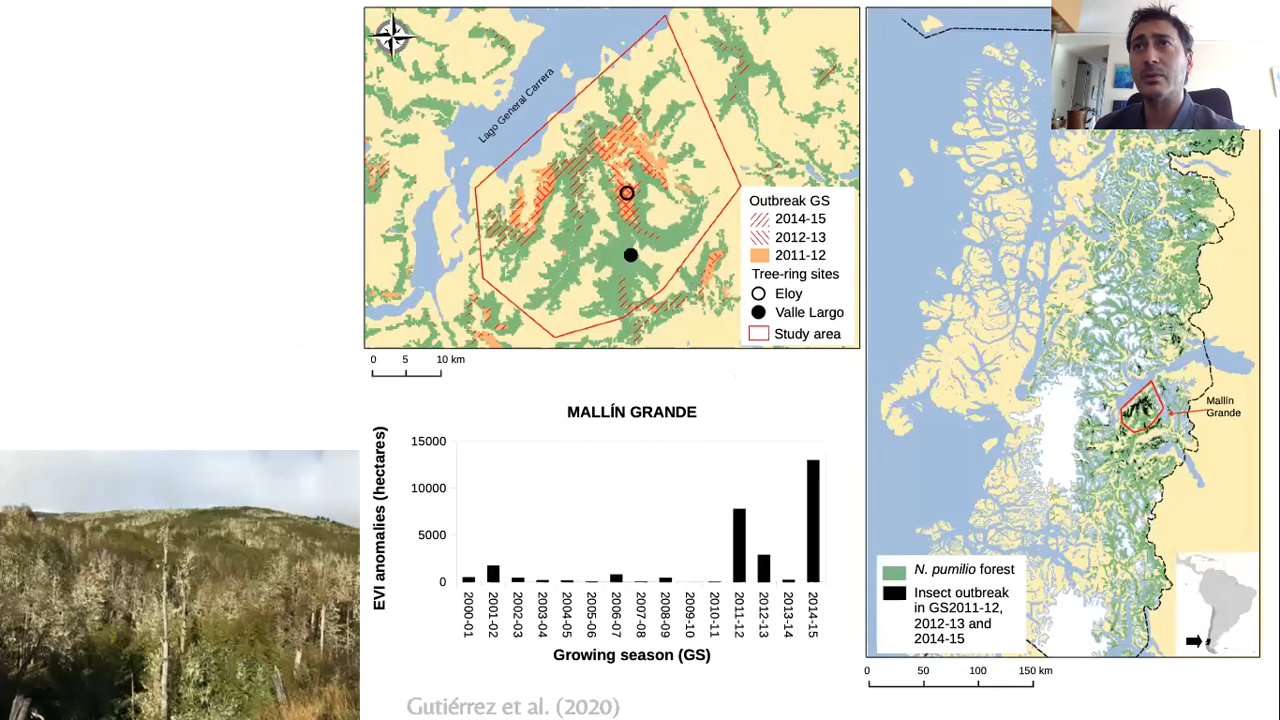 Lago General Carrera
Outbreak GS
2014-15
2012-13
2011-12
Tree-ring sites
Eloy
Valle Largo
Study area
0 5 10 km
MALLÍN GRANDE
EVI anomalies (hectares)
15000
10000
5000
0
2000-01
2001-02
2002-03
2003-04
2004-05
2005-06
2006-07
2007-08
2008-09
2009-10
2010-11
2011-12
2012-13
2013-14
2014-15
Growing season (GS)
Gutiérrez et al. (2020)
Mallín
Grande
N. pumilio forest
Insect outbreak
in GS2011-12,
2012-13 and
2014-15
0 50 100 150 km